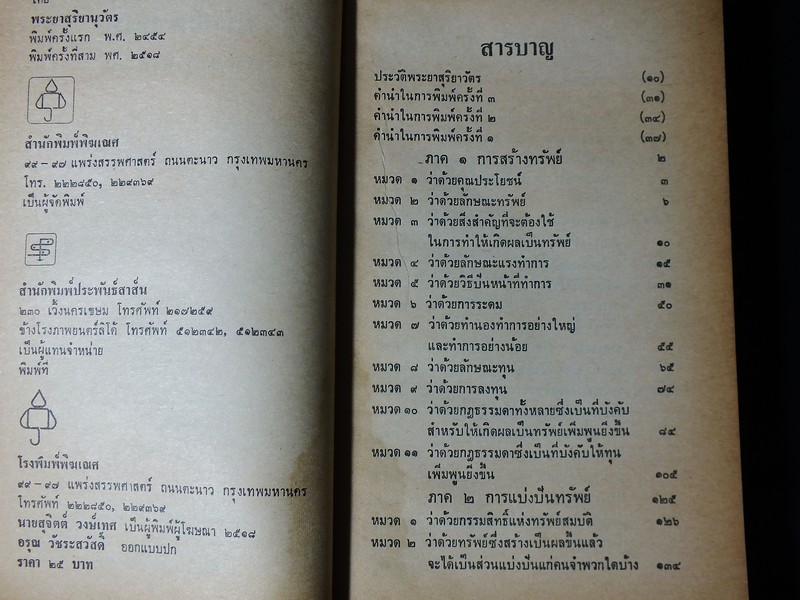 โดย
พระยาสุริยานุวัตร
พิมพ์ครั้งแรก พ.ศ. ๒๔๕๔
พิมพ์ครั้งที่สาม พศ. ๒๕๑๘
สำนักพิมพ์พิฆเณศ
๙๙ – ๙๗ แพร่งสรรพศาสตร์ ถนนตะนาว กรุงเทพมหานคร
โทร. ๒๒๒๘๕๐, ๒๒๙๓๖๙
เป็นผู้จัดพิมพ์
สำนักพิมพ์ประพันธ์สาส์น
๒๓๐ เวิ้งนครเขษม โทรศัพท์ ๒๑๗๒๕๙
ข้างโรงภาพยนตร์ลิโด้ โทรศัพท์ ๕๑๒๓๔๒, ๕๑๒๓๔๓
เป็นผู้แทนจำหน่าย
พิมพ์ที่
โรงพิมพ์พิฆเณศ
๙๙ – ๙๗ แพร่งสรรพศาสตร์ ถนนตะนาว กรุงเทพมหานคร
โทรศัพท์ ๒๒๒๘๕๐, ๒๒๙๓๖๙
นายสุจิตต์ วงษ์เทศ เป็นผู้พิมพ์ผู้โฆษณา ๒๕๑๘
อรุณ วัชระสวัสดิ์ ออกแบบปก
ราคา ๒๕ บาท
สารบาญ
ประวัติพระยาสุริยาวัตร (๑๐)
คำนำในการพิมพ์ครั้งที่ ๓ (๓๑)
คำนำในการพิมพ์ครั้งที่ ๒ (๓๔)
คำนำในการพิมพ์ครั้งที่ ๑ (๓๗)
ภาค ๑ การสร้างทรัพย์ ๒
หมวด ๑ ว่าด้วยคุณประโยชน์ ๓
หมวด ๒ ว่าด้วยลักษณะทรัพย์ ๖
หมวด ๓ ว่าด้วยสิ่งสำคัญที่จะต้องใช้
ในการทำให้เกิดผลเป็นทรัพย์ ๑๐
หมวด ๔ ว่าด้วยลักษณะแรงทำการ ๑๕
หมวด ๕ ว่าด้วยวิธีปันหน้าที่ทำการ ๓๑
หมวด ๖ ว่าด้วยการระดม ๕๐
หมวด ๗ ว่าด้วยทำนองทำการอย่างใหญ่
และทำการอย่างน้อย ๕๕
หมวด ๘ ว่าด้วยลักษณะทุน ๖๕
หมวด ๙ ว่าด้วยการลงทุน ๗๔
หมวด ๑๐ ว่าด้วยกฎธรรมดาทั้งหลายซึ่งเป็นที่บังคับ
สำหรับให้เกิดผลเป็นทรัพย์เพิ่มพูนยิ่งขึ้น ๘๔
หมวด ๑๑ ว่าด้วยกฎธรรมดาซึ่งเป็นที่บังคับให้ทุน
เพิ่มพูนยิ่งขึ้น ๑๐๕
ภาค ๒ การแบ่งปันทรัพย์ ๑๒๕
หมวด ๑ ว่าด้วยกรรมสิทธิ์แห่งทรัพย์สมบัติ ๑๒๖
หมวด ๒ ว่าด้วยทรัพย์ซึ่งสร้างเป็นผลขึ้นแล้ว
จะได้เป็นส่วนแบ่งปันแก่คนจำพวกใดบ้าง ๑๓๔